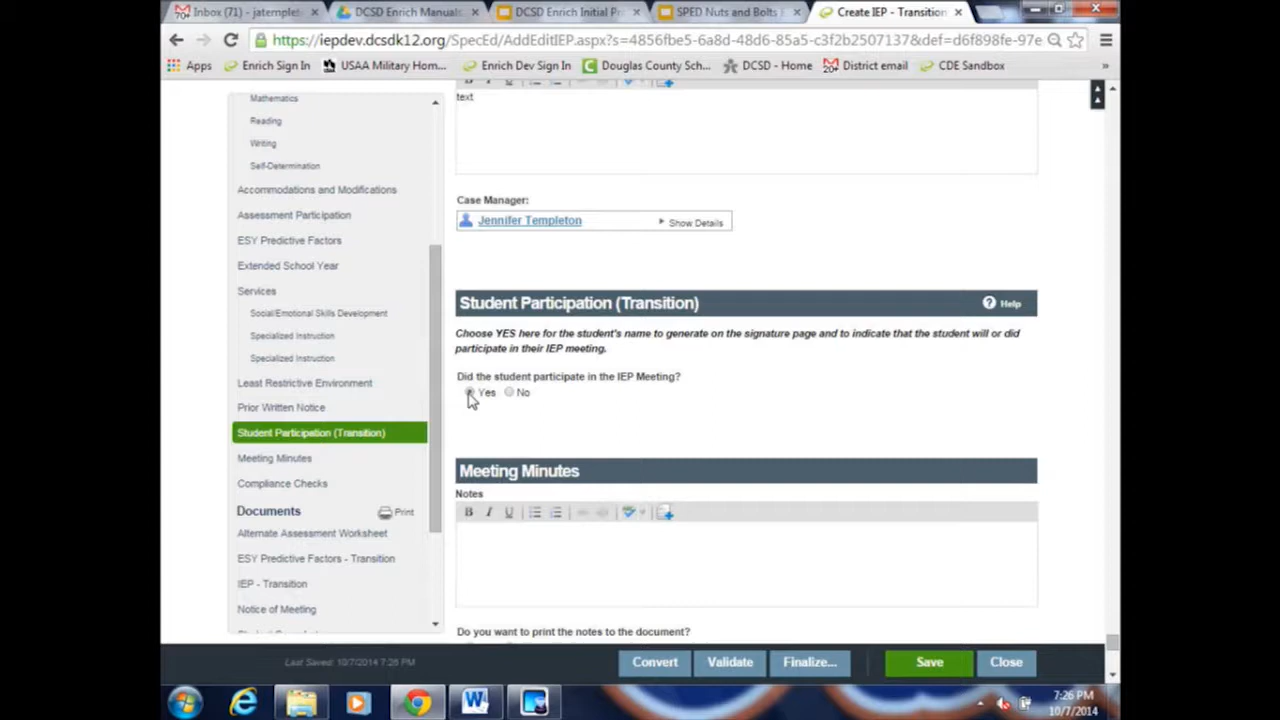 Inbox (71) - jatemplet
DCSD Enrich Manuals
DCSD Enrich Initial Pro
SPED Nuts and Bolts
Create IEP - Transition
https://iepdev.dcsdk12.org/SpecEd/AddEditIEP.aspx?s=4856fbe5-6a8d-48d6-85a5-c3f2b2507137&def=d6f898fe-97e
Apps
Enrich Sign In
USAA Military Hom...
Enrich Dev Sign In
Douglas County Sc...
DCSD - Home
District email
CDE Sandbox
»
Mathematics
Reading
Writing
Self-Determination
Accommodations and Modifications
Assessment Participation
ESY Predictive Factors
Extended School Year
Services
Social/Emotional Skills Development
Specialized Instruction
Specialized Instruction
Least Restrictive Environment
Prior Written Notice
Student Participation (Transition)
Meeting Minutes
Compliance Checks
Documents
Print
Alternate Assessment Worksheet
ESY Predictive Factors - Transition
IEP - Transition
Notice of Meeting
text
Case Manager:
Jennifer Templeton
Show Details
Student Participation (Transition)
Help
Choose YES here for the student's name to generate on the signature page and to indicate that the student will or did
participate in their IEP meeting.
Did the student participate in the IEP Meeting?
Yes No
Meeting Minutes
Notes
B I U
Do you want to print the notes to the document?
Last Saved: 10/7/2014 7:26 PM
Convert
Validate
Finalize...
Save
Close
7:26 PM
10/7/2014